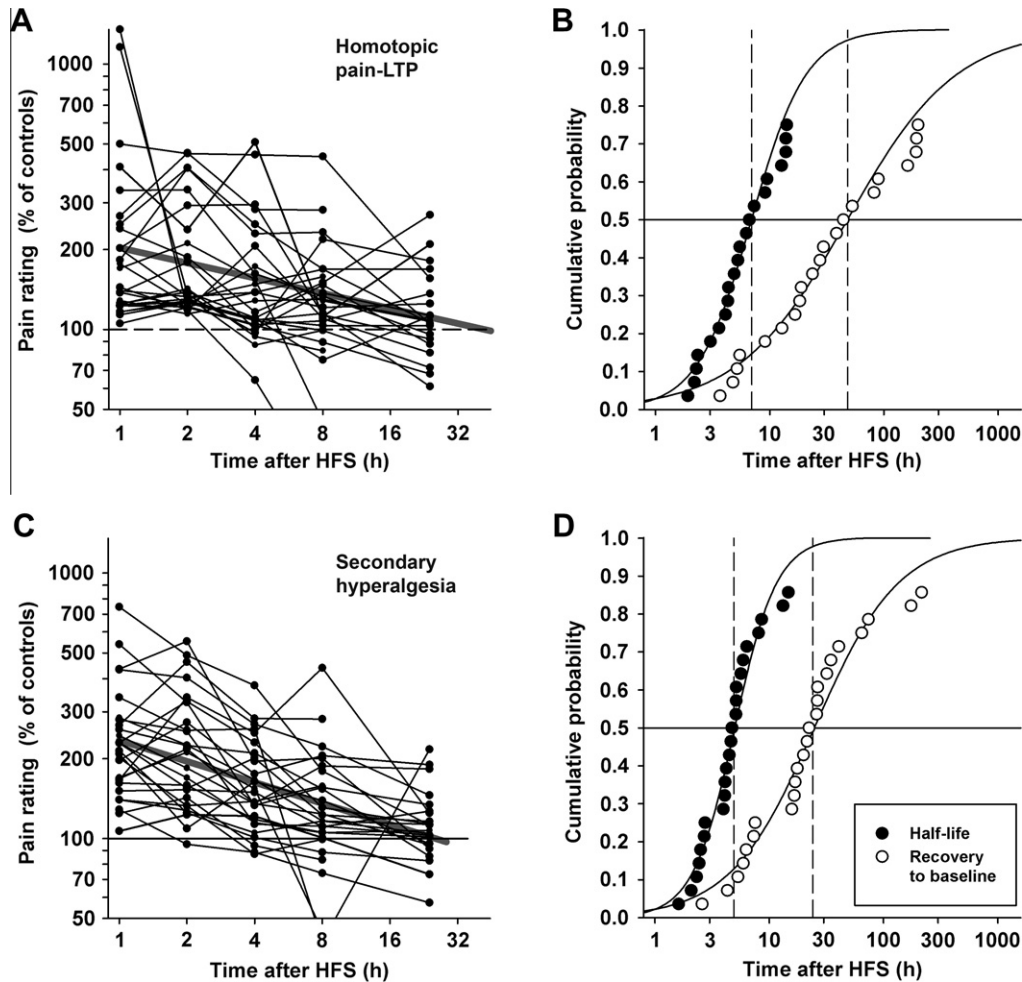 A
Homotopic
pain-LTP
Pain rating (% of controls)
1000
700
500
300
200
100
70
50
1 2 4 8 16 32
Time after HFS (h)
B
Cumulative probability
1.0
0.9
0.8
0.7
0.6
0.5
0.4
0.3
0.2
0.1
0.0
1 3 10 30 100 300 1000
Time after HFS (h)
C
Secondary
hyperalgesia
Pain rating (% of controls)
1000
700
500
300
200
100
70
50
1 2 4 8 16 32
Time after HFS (h)
D
Cumulative probability
1.0
0.9
0.8
0.7
0.6
0.5
0.4
0.3
0.2
0.1
0.0
Half-life
Recovery
to baseline
1 3 10 30 100 300 1000
Time after HFS (h)